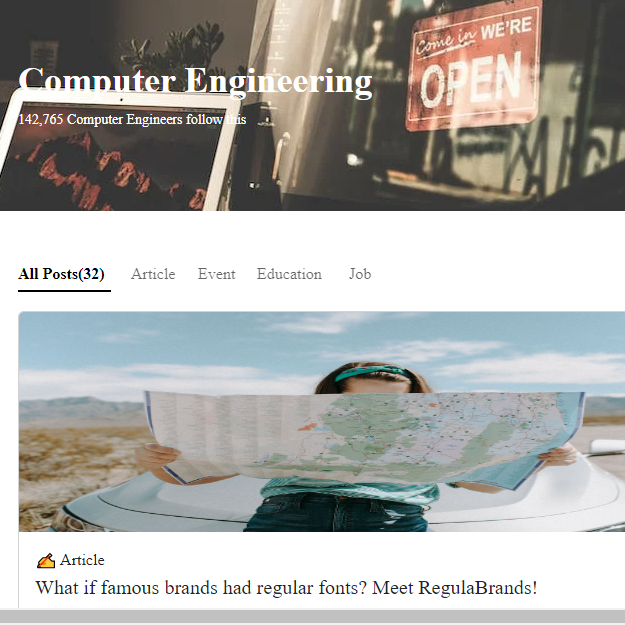 Come in WE'RE
OPEN
Computer Engineering
142,765 Computer Engineers follow this
All Posts(32) Article Event Education Job
✍️ Article
What if famous brands had regular fonts? Meet RegulaBrands!